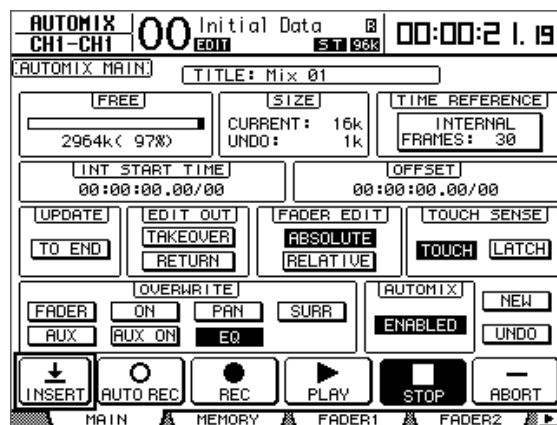 AUTOMIX
CH1-CH1
00 Initial Data
EDIT
ST 96K
00:00:21.19
AUTOMIX MAIN
TITLE: Mix 01
FREE
2964k( 97%)
SIZE
CURRENT: 16k
UNDO: 1k
TIME REFERENCE
INTERNAL
FRAMES: 30
INT START TIME
00:00:00.00/00
OFFSET
00:00:00.00/00
UPDATE
TO END
EDIT OUT
TAKEOVER
RETURN
FADER EDIT
ABSOLUTE
RELATIVE
TOUCH SENSE
TOUCH LATCH
OVERWRITE
FADER ON PAN SURR
AUX AUX ON EQ
AUTOMIX
ENABLED
NEW
UNDO
INSERT AUTO REC REC PLAY STOP ABORT
MAIN MEMORY FADER1 FADER2